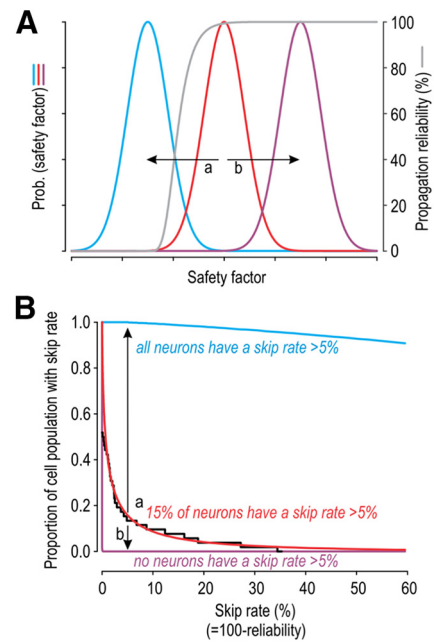 A
Prob. (safety factor)
100
80
60
40
20
0
Propagation reliability (%)
a
b
Safety factor
B
Proportion of cell population with skip rate
1.0
0.8
0.6
0.4
0.2
0.0
all neurons have a skip rate >5%
a
15% of neurons have a skip rate >5%
b
no neurons have a skip rate >5%
0 10 20 30 40 50 60
Skip rate (%)
(=100-reliability)